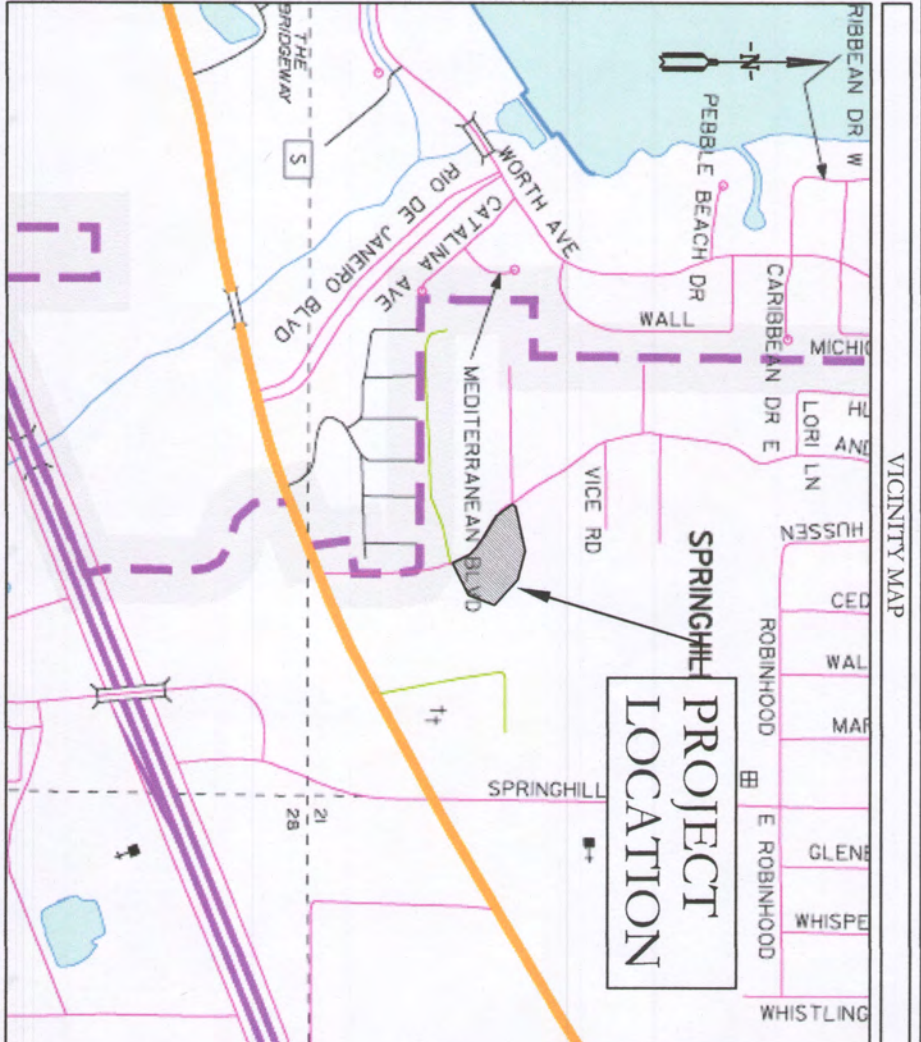 VICINITY MAP
RIBBEAN DR W
-N-
PEBBLE BEACH DR
CARIBBEAN DR E
MICHIG
WALL
WORTH AVE
THE
BRIDGEWAY
S
RIO DE JANEIRO BLVD
CATALINA AVE
MEDITERRANEAN BLVD
LORI LN
AND
VICE RD
HUSSEN
CED
WAL
MAR
ROBINHOOD
SPRINGHILL
PROJECT
LOCATION
SPRINGHILL
E ROBINHOOD
GLENE
WHISPE
WHISTLING
21
28